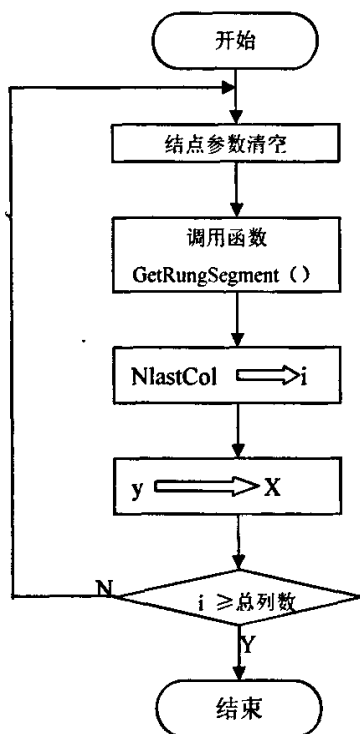 开始
结点参数清空
调用函数
GetRungSegment（）
NlastCol ⇒ i
y ⇒ X
N
i ≥总列数
Y
结束